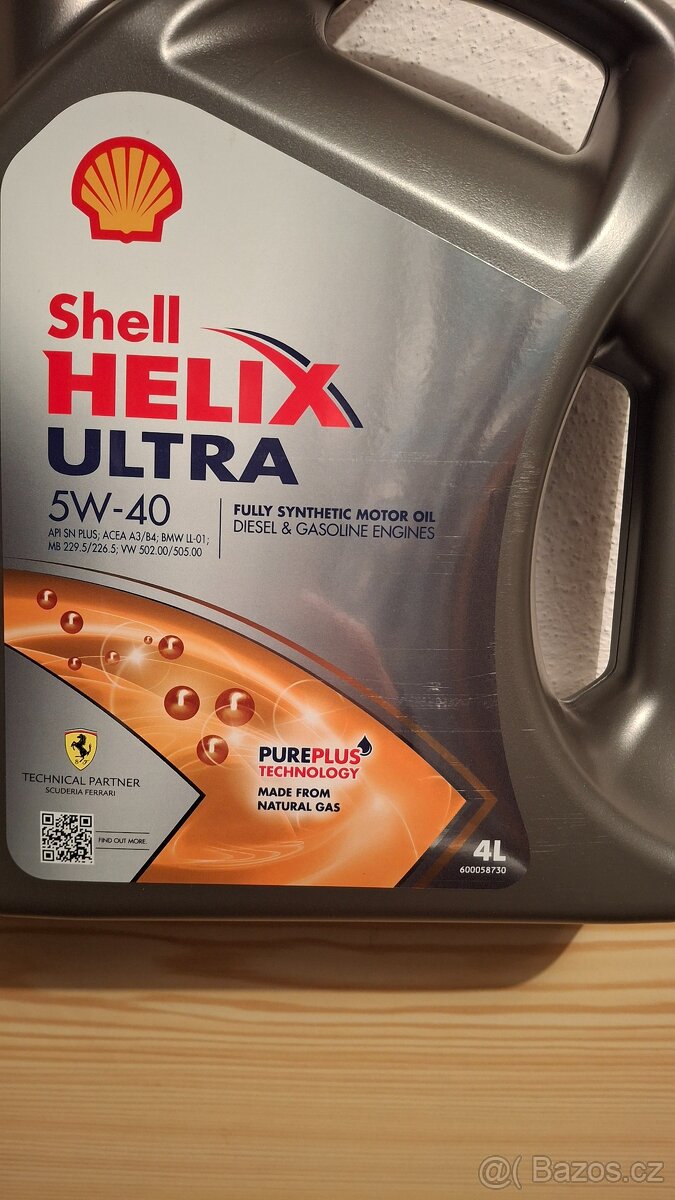 Shell
HELIX
ULTRA
5W-40
API SN PLUS; ACEA A3/B4; BMW LL-01;
MB 229.5/226.5; VW 502.00/505.00
FULLY SYNTHETIC MOTOR OIL
DIESEL & GASOLINE ENGINES
PUREPLUS
TECHNOLOGY
MADE FROM
NATURAL GAS
TECHNICAL PARTNER
SCUDERIA FERRARI
FIND OUT MORE.
4L
600058730
@( Bazos.cz